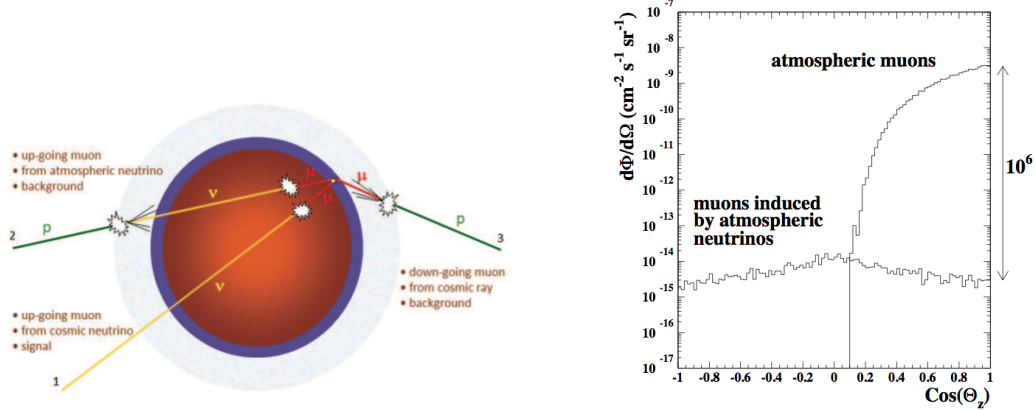 • up-going muon
• from atmospheric neutrino
• background
p
2
ν
μ
μ
p
3
ν
• down-going muon
• from cosmic ray
• background
• up-going muon
• from cosmic neutrino
• signal
1
dΦ/dΩ (cm⁻² s⁻¹ sr⁻¹)
10⁻⁷
10⁻⁸
10⁻⁹
10⁻¹⁰
10⁻¹¹
10⁻¹²
10⁻¹³
10⁻¹⁴
10⁻¹⁵
10⁻¹⁶
10⁻¹⁷
atmospheric muons
muons induced
by atmospheric
neutrinos
10⁶
-1 -0.8 -0.6 -0.4 -0.2 0 0.2 0.4 0.6 0.8 1
Cos(Θz)